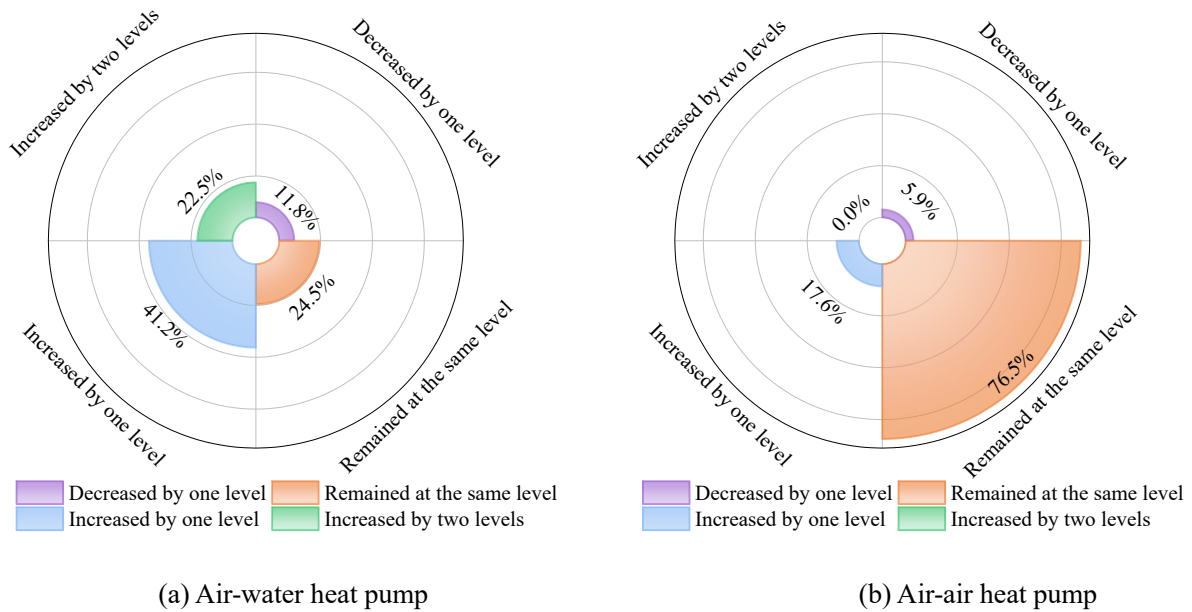 Increased by two levels
Decreased by one level
22.5%
11.8%
41.2%
24.5%
Increased by one level
Remained at the same level
Decreased by one level
Remained at the same level
Increased by one level
Increased by two levels
(a) Air-water heat pump
Increased by two levels
Decreased by one level
0.0%
5.9%
17.6%
76.5%
Increased by one level
Remained at the same level
Decreased by one level
Remained at the same level
Increased by one level
Increased by two levels
(b) Air-air heat pump